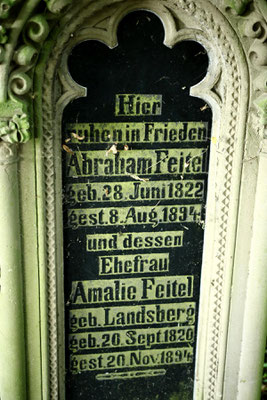 Hier
ruhen in Frieden
Abraham Feitel
geb. 28. Juni 1822
gest. 8. Aug. 1894
und dessen
Ehefrau
Amalie Feitel
geb. Landsberg
geb. 20. Sept. 1820
gest. 20. Nov. 1894